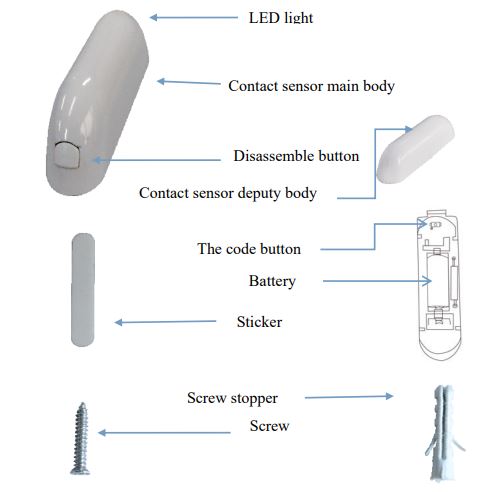 LED light
Contact sensor main body
Disassemble button
Contact sensor deputy body
The code button
Battery
Sticker
Screw stopper
Screw